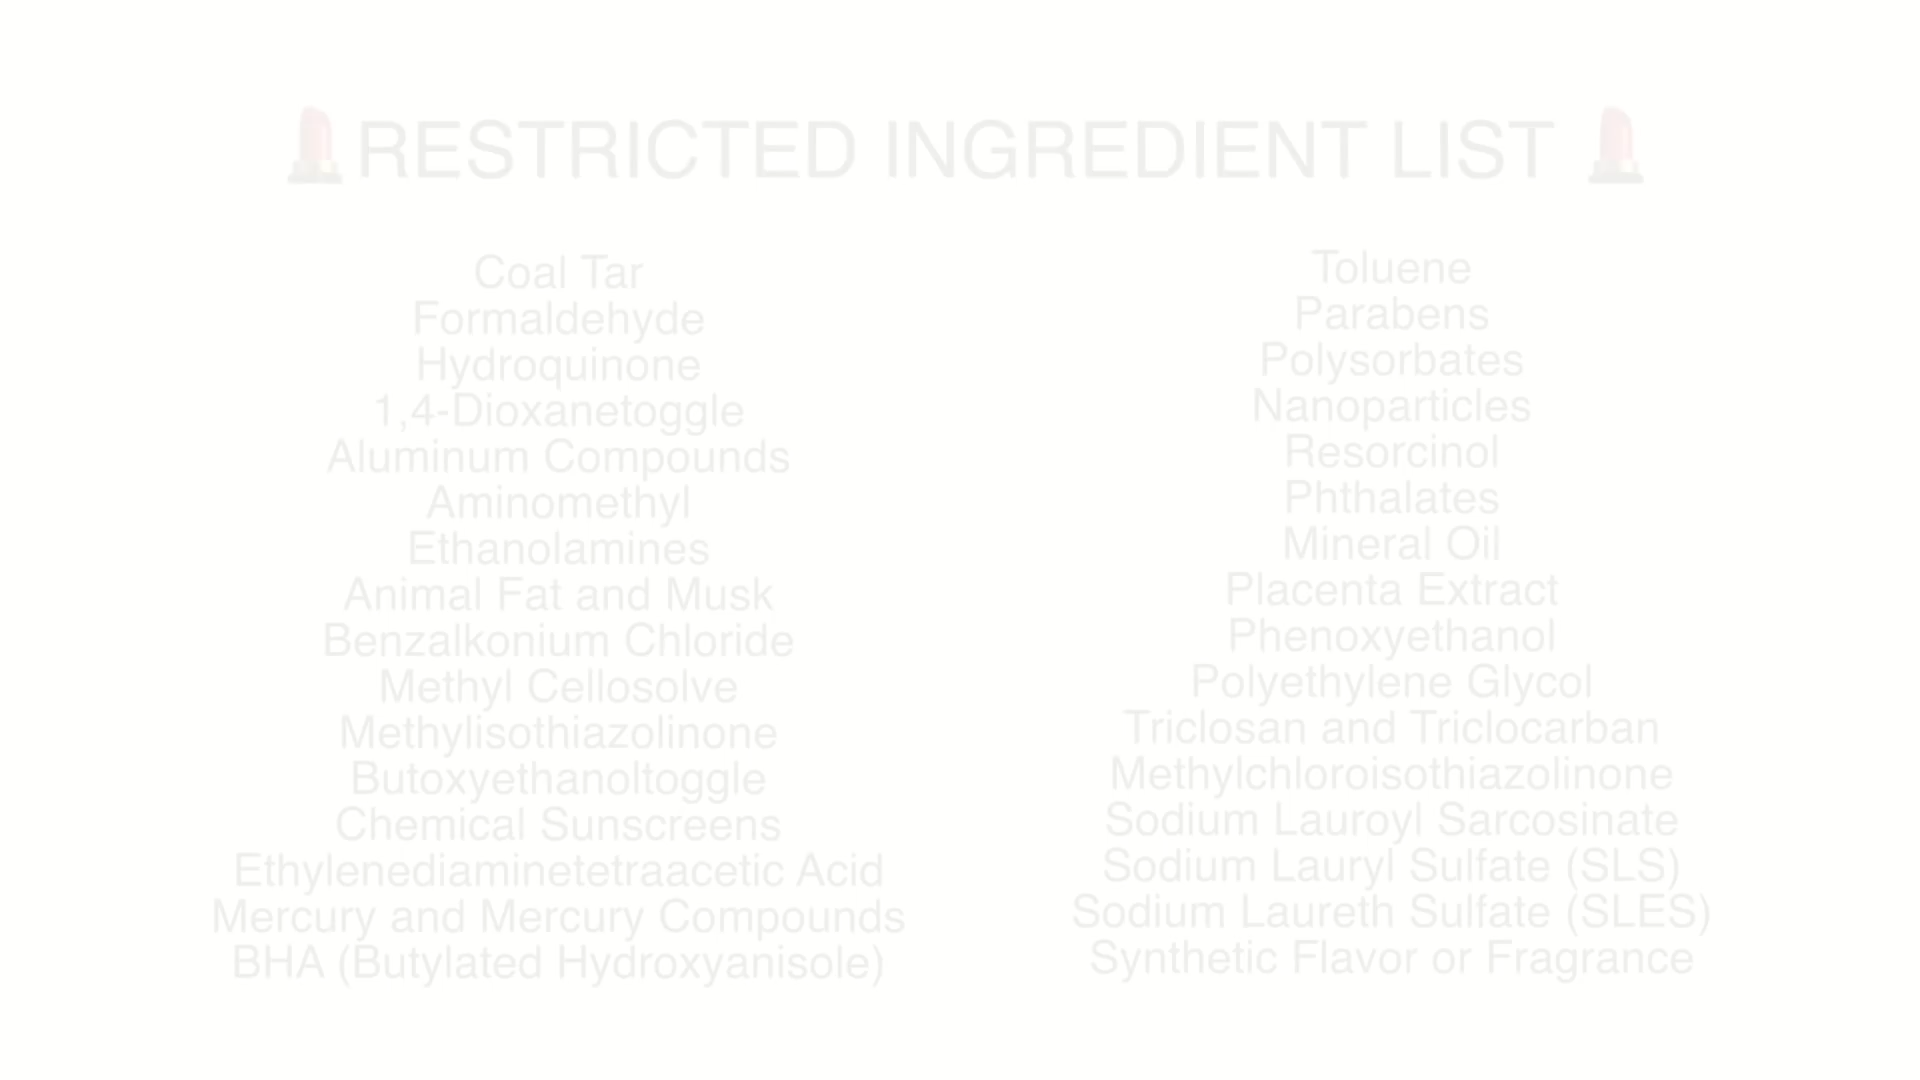 RESTRICTED INGREDIENT LIST
Coal Tar
Formaldehyde
Hydroquinone
1,4-Dioxanetoggle
Aluminum Compounds
Aminomethyl
Ethanolamines
Animal Fat and Musk
Benzalkonium Chloride
Methyl Cellosolve
Methylisothiazolinone
Butoxyethanoltoggle
Chemical Sunscreens
Ethylenediaminetetraacetic Acid
Mercury and Mercury Compounds
BHA (Butylated Hydroxyanisole)
Toluene
Parabens
Polysorbates
Nanoparticles
Resorcinol
Phthalates
Mineral Oil
Placenta Extract
Phenoxyethanol
Polyethylene Glycol
Triclosan and Triclocarban
Methylchloroisothiazolinone
Sodium Lauroyl Sarcosinate
Sodium Lauryl Sulfate (SLS)
Sodium Laureth Sulfate (SLES)
Synthetic Flavor or Fragrance